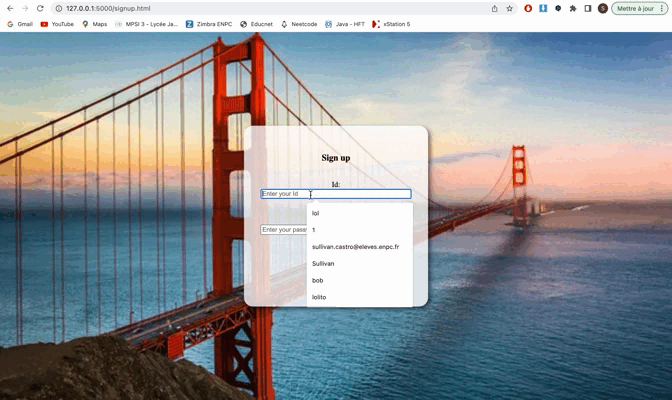 127.0.0.1:5000/signup.html
Mettre à jour
Gmail
YouTube
Maps
MPSI 3 - Lycée Ja...
Zimbra ENPC
Educnet
Neetcode
Java - HFT
xStation 5
Sign up
Id:
Enter your Id
lol
1
Enter your pass
sullivan.castro@eleves.enpc.fr
Sullivan
bob
lolito